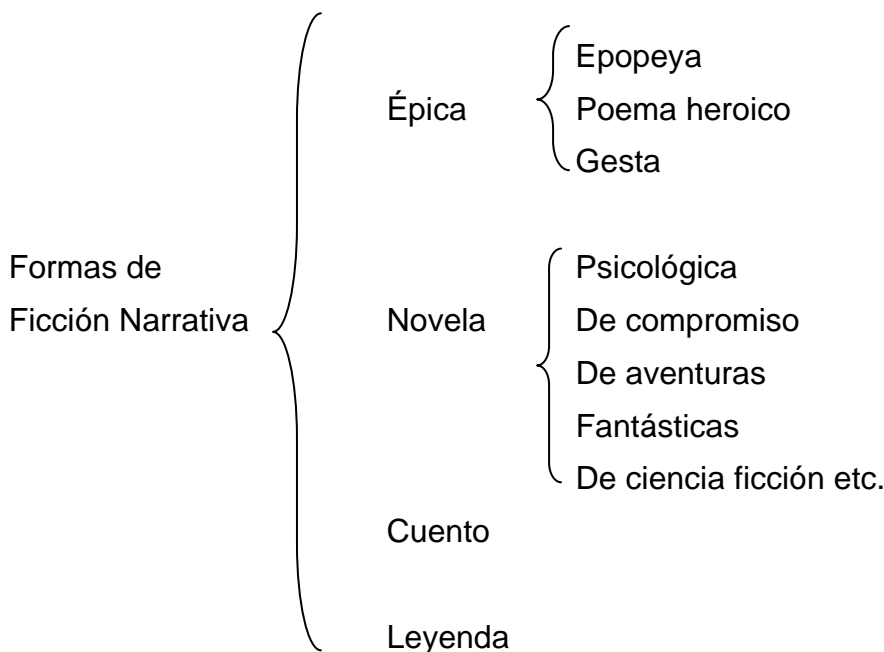 Epopeya
Épica
Poema heroico
Gesta
Formas de
Psicológica
Ficción Narrativa
Novela
De compromiso
De aventuras
Fantásticas
De ciencia ficción etc.
Cuento
Leyenda